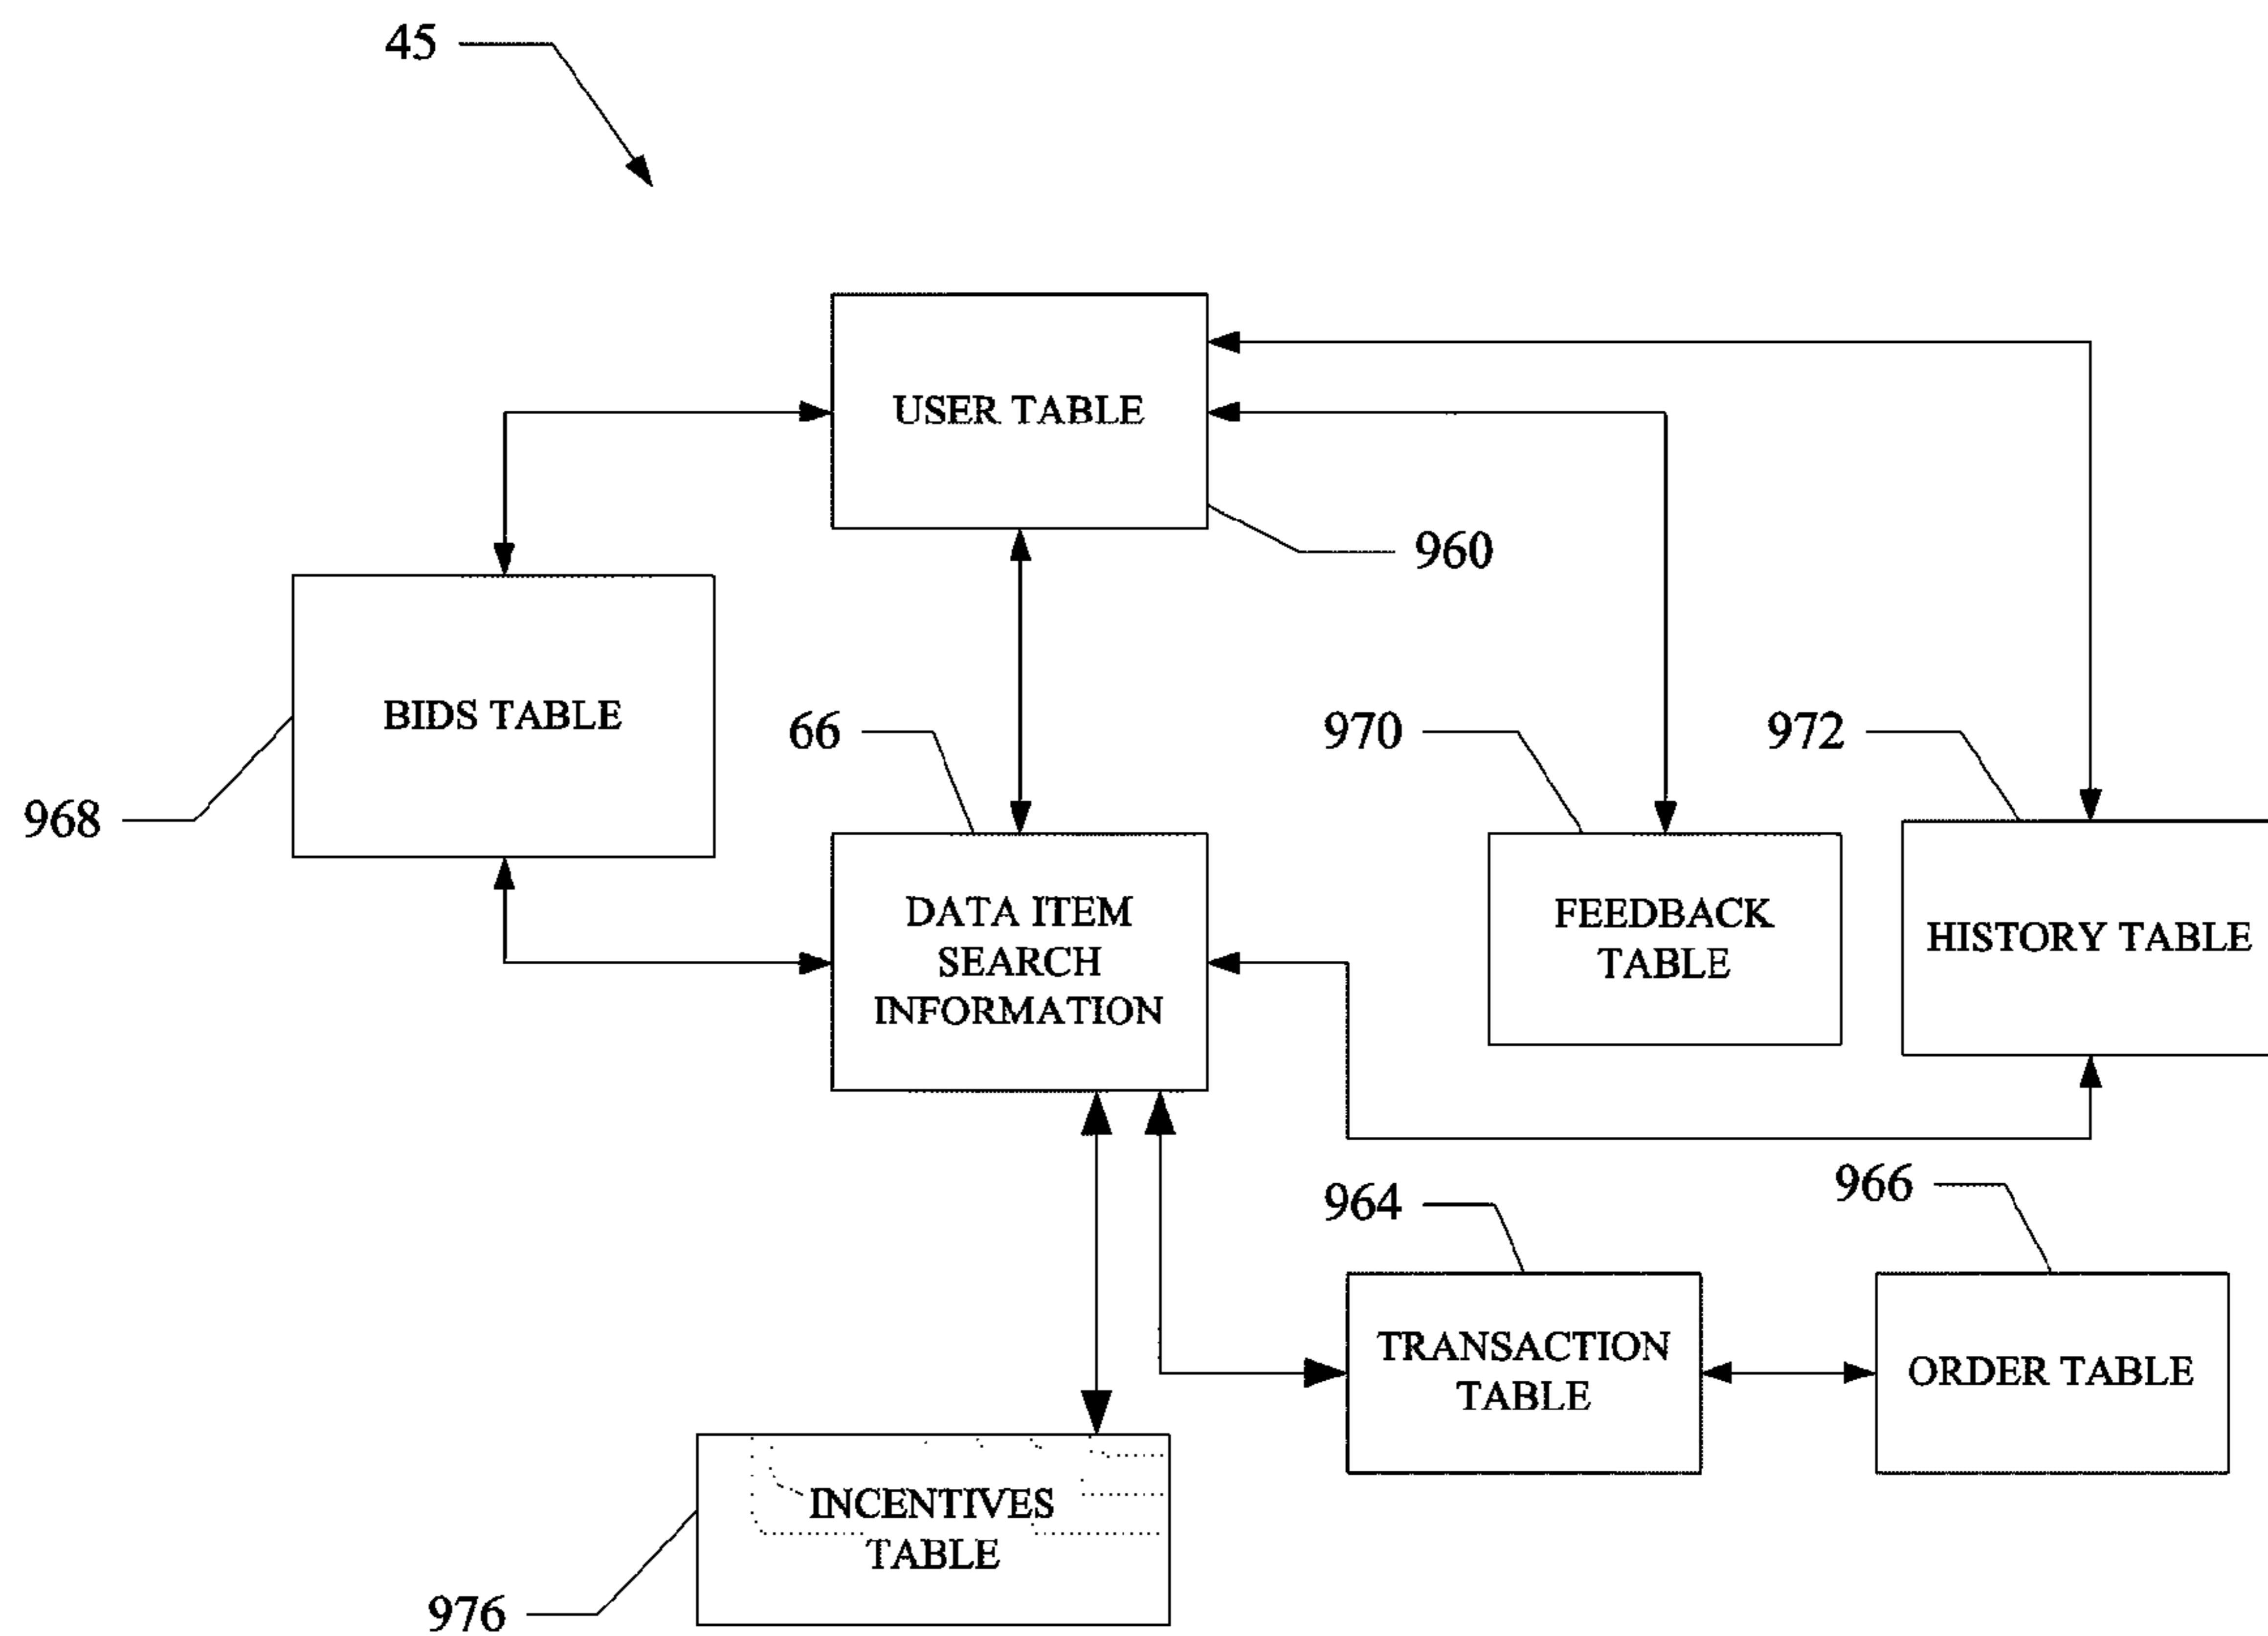 45
USER TABLE
960
BIDS TABLE
968
66
970
972
DATA ITEM
SEARCH
INFORMATION
FEEDBACK
TABLE
HISTORY TABLE
964
966
TRANSACTION
TABLE
ORDER TABLE
INCENTIVES
TABLE
976